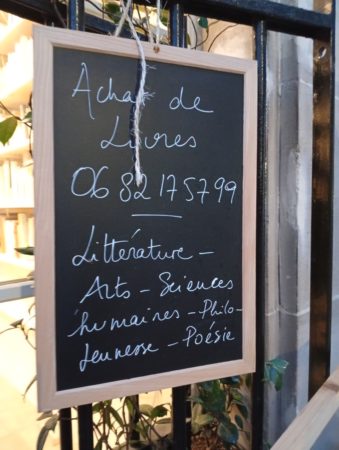 Achat de
Livres
06 82 17 57 99
Littérature -
Arts - Sciences
humaines - Philo -
Jeunesse - Poésie